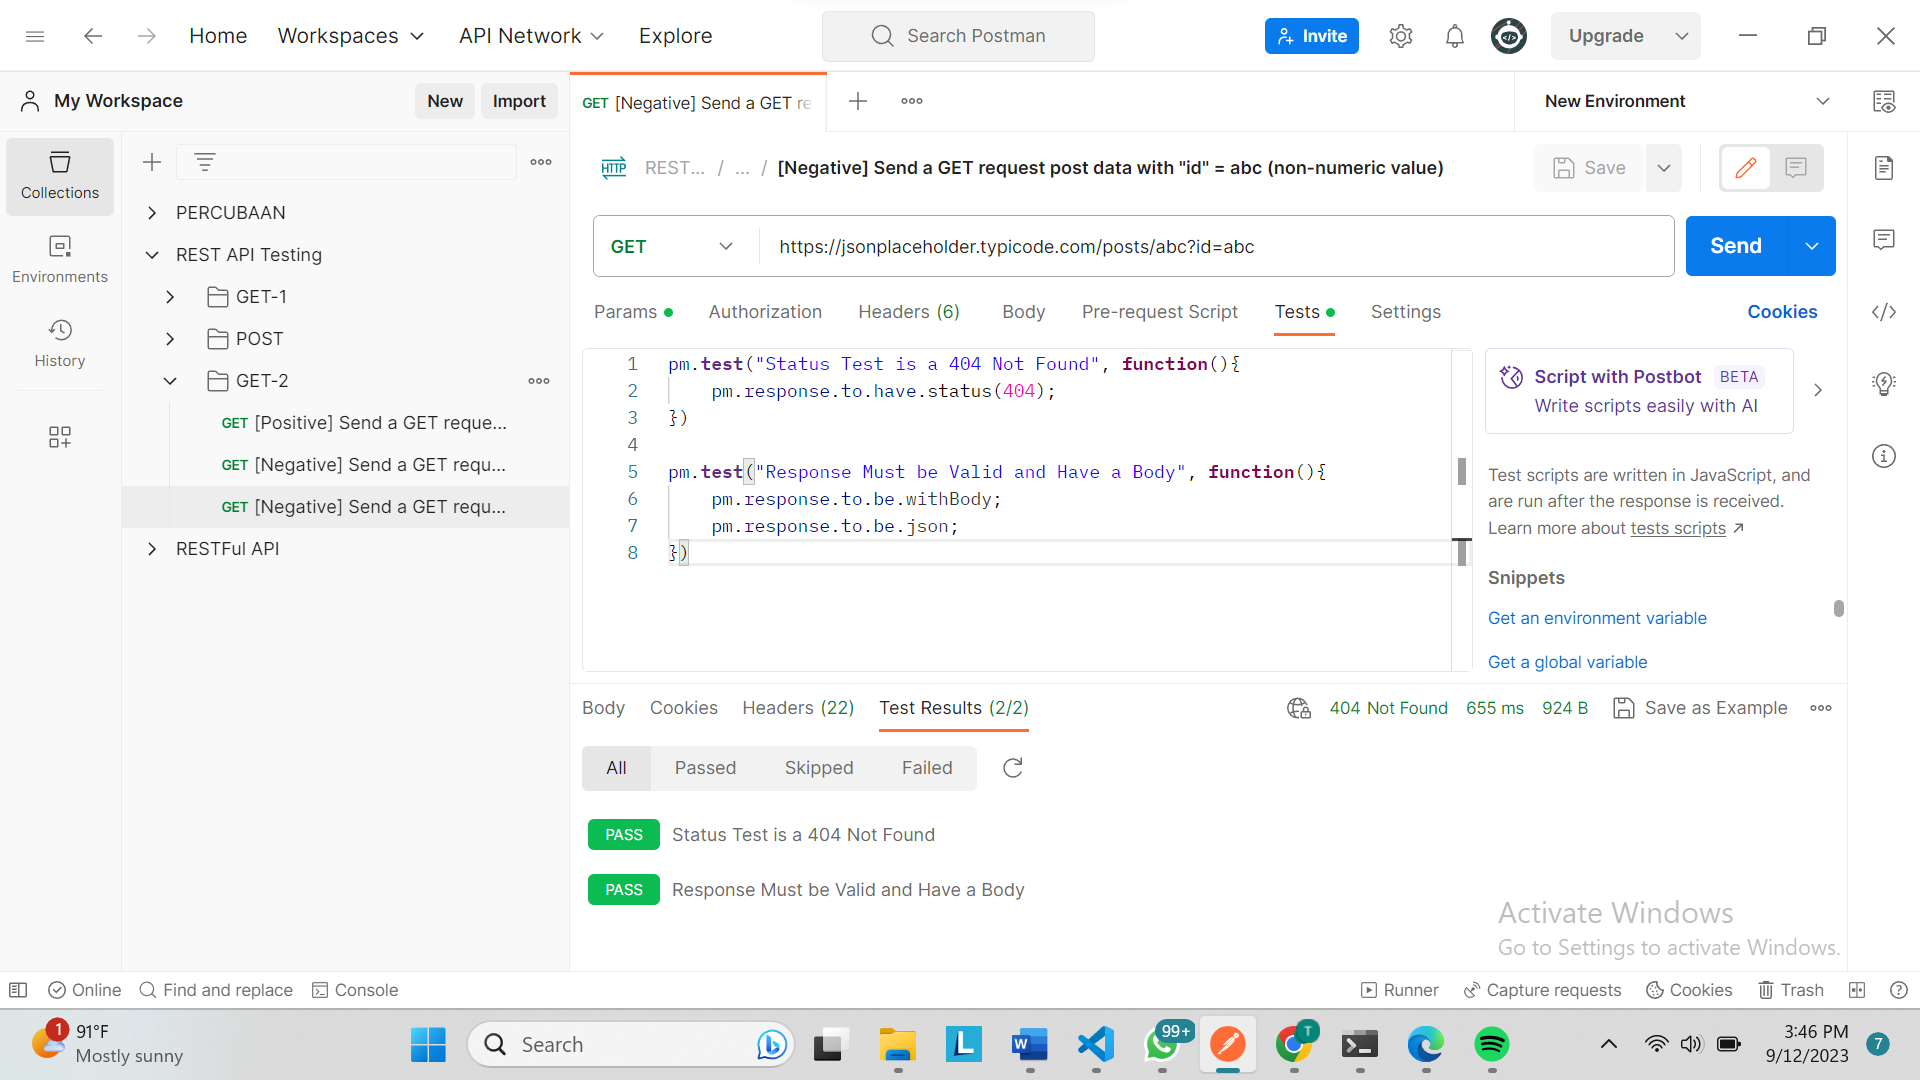 Home
Workspaces
API Network
Explore
Search Postman
Invite
Upgrade
My Workspace
New
Import
GET [Negative] Send a GET re
New Environment
Collections
Environments
History
PERCUBAAN
REST API Testing
GET-1
POST
GET-2
GET [Positive] Send a GET reque...
GET [Negative] Send a GET requ...
GET [Negative] Send a GET requ...
RESTFul API
HTTP REST... / ... / [Negative] Send a GET request post data with "id" = abc (non-numeric value)
Save
GET
https://jsonplaceholder.typicode.com/posts/abc?id=abc
Send
Params
Authorization
Headers (6)
Body
Pre-request Script
Tests
Settings
Cookies
1 pm.test("Status Test is a 404 Not Found", function(){
2 pm.response.to.have.status(404);
3 })
4
5 pm.test("Response Must be Valid and Have a Body", function(){
6 pm.response.to.be.withBody;
7 pm.response.to.be.json;
8 })
Script with Postbot BETA
Write scripts easily with AI
Test scripts are written in JavaScript, and
are run after the response is received.
Learn more about tests scripts ↗
Snippets
Get an environment variable
Get a global variable
Body
Cookies
Headers (22)
Test Results (2/2)
404 Not Found
655 ms
924 B
Save as Example
All
Passed
Skipped
Failed
PASS Status Test is a 404 Not Found
PASS Response Must be Valid and Have a Body
Activate Windows
Go to Settings to activate Windows.
Online
Find and replace
Console
Runner
Capture requests
Cookies
Trash
1
91°F
Mostly sunny
Search
L
W
99+
T
3:46 PM
9/12/2023
7